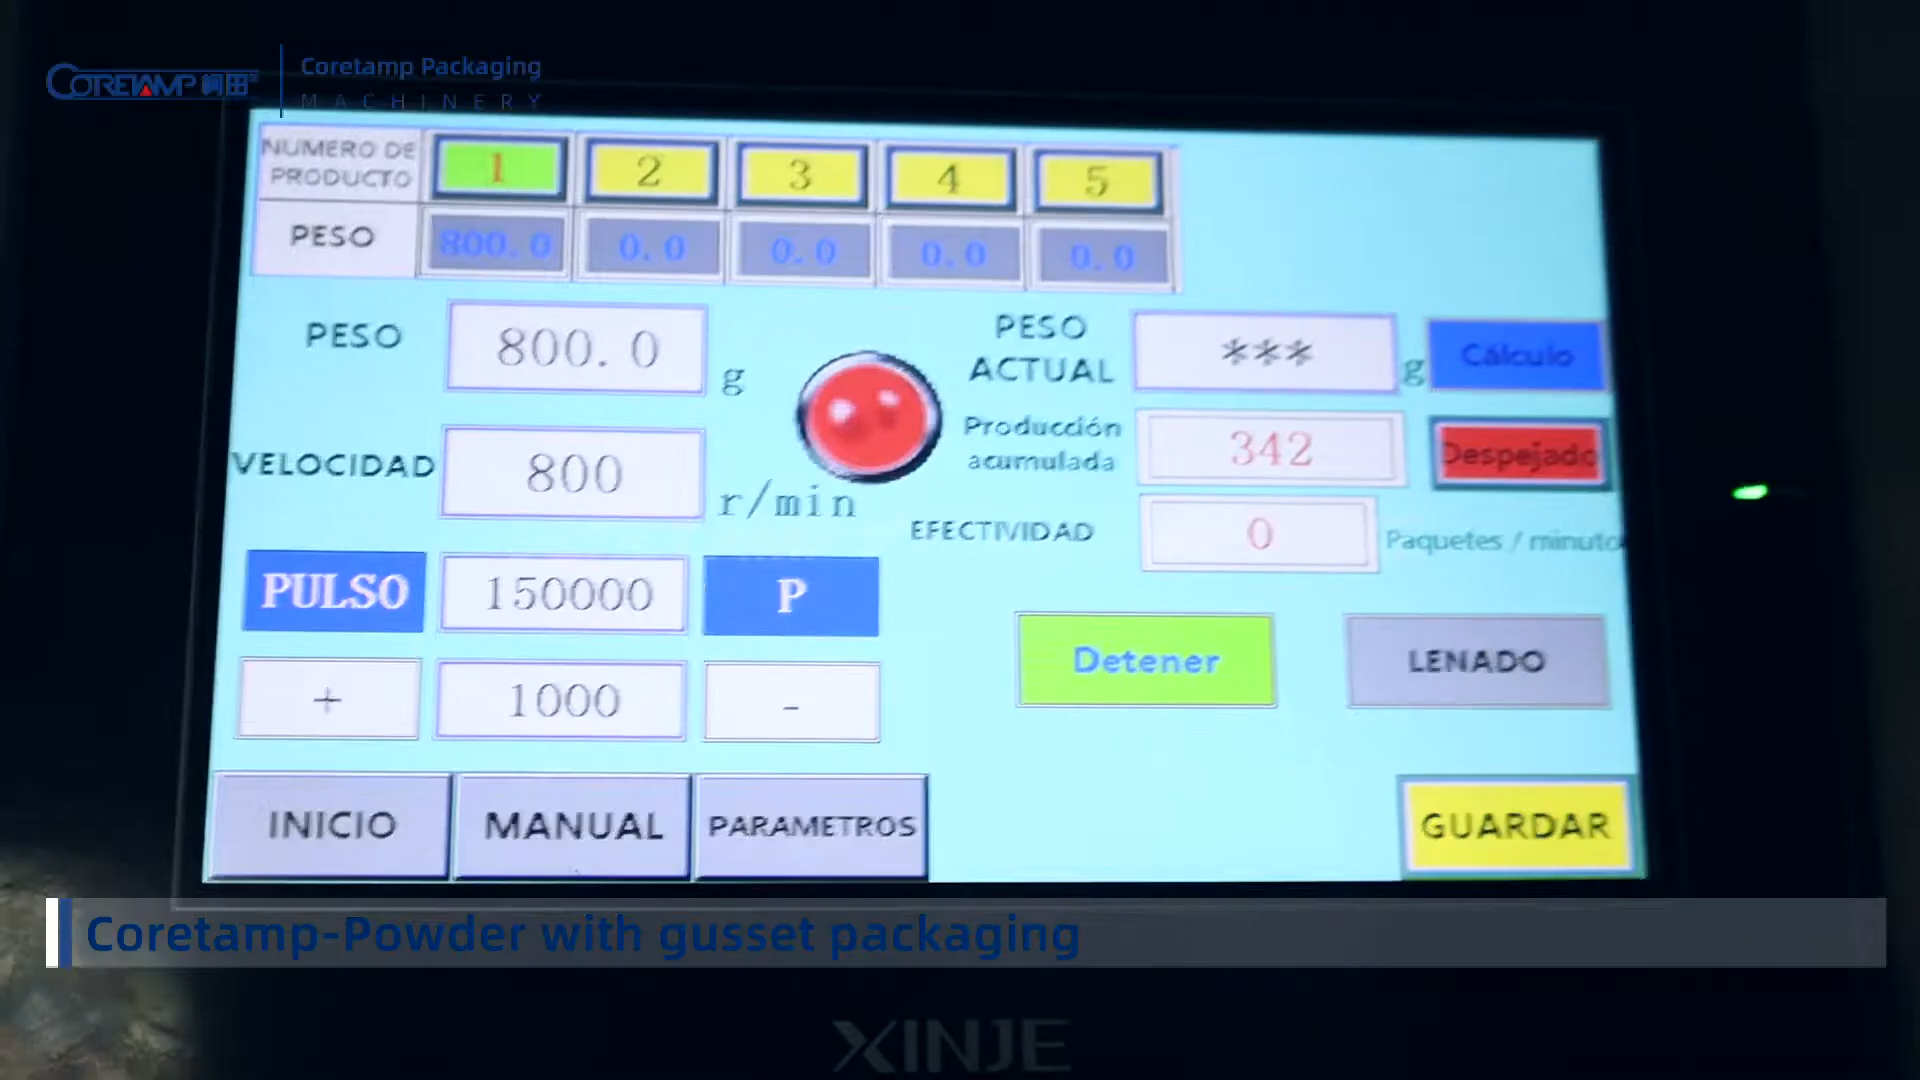 CORETAMP 柯田
Coretamp Packaging
MACHINERY
NUMERO DE
PRODUCTO
1 2 3 4 5
PESO
800.0 0.0 0.0 0.0 0.0
PESO
800.0
g
PESO
ACTUAL
***
g
Cálculo
VELOCIDAD
800
r/min
Producción
acumulada
342
Despejado
EFECTIVIDAD
0
Paquetes / minuto
PULSO
150000
P
+
1000
-
Detener
LENADO
INICIO
MANUAL
PARAMETROS
GUARDAR
Coretamp-Powder with gusset packaging
XINJE